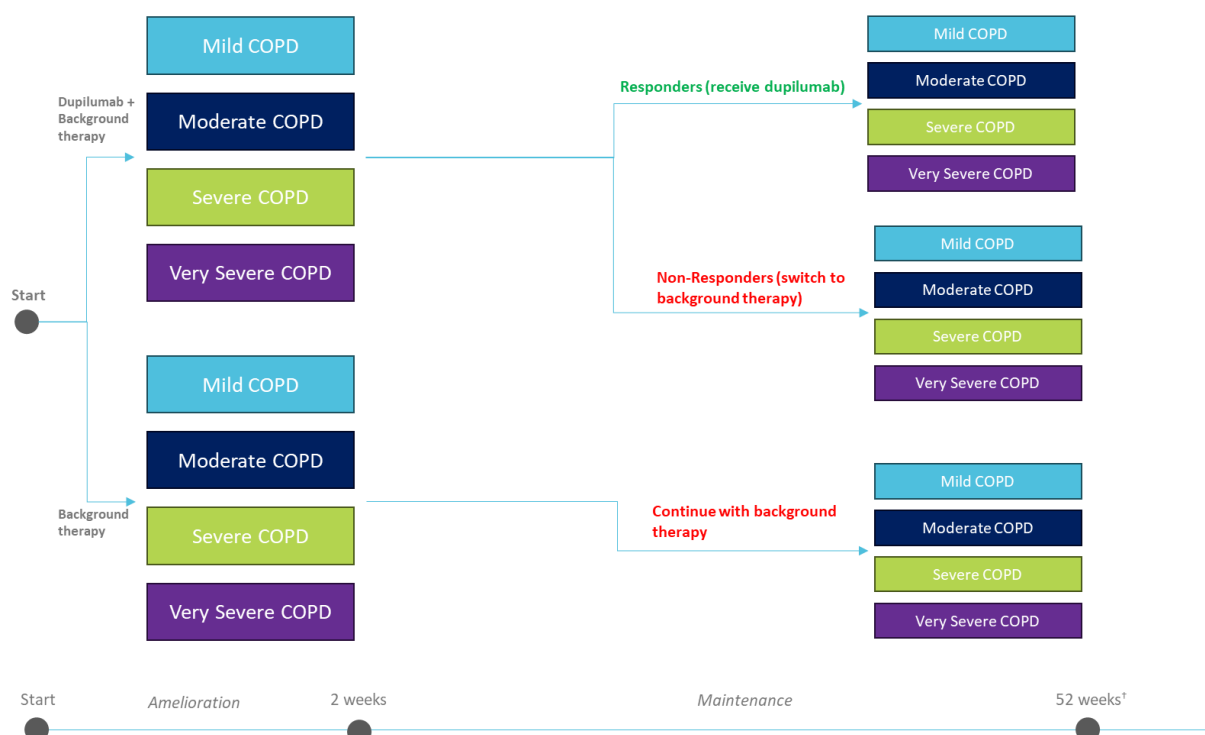 Mild COPD
Dupilumab +
Background
therapy
Moderate COPD
Severe COPD
Very Severe COPD
Start
Mild COPD
Moderate COPD
Background
therapy
Severe COPD
Very Severe COPD
Responders (receive dupilumab)
Mild COPD
Moderate COPD
Severe COPD
Very Severe COPD
Non-Responders (switch to
background therapy)
Mild COPD
Moderate COPD
Severe COPD
Very Severe COPD
Continue with background
therapy
Mild COPD
Moderate COPD
Severe COPD
Very Severe COPD
Start
Amelioration
2 weeks
Maintenance
52 weeks†